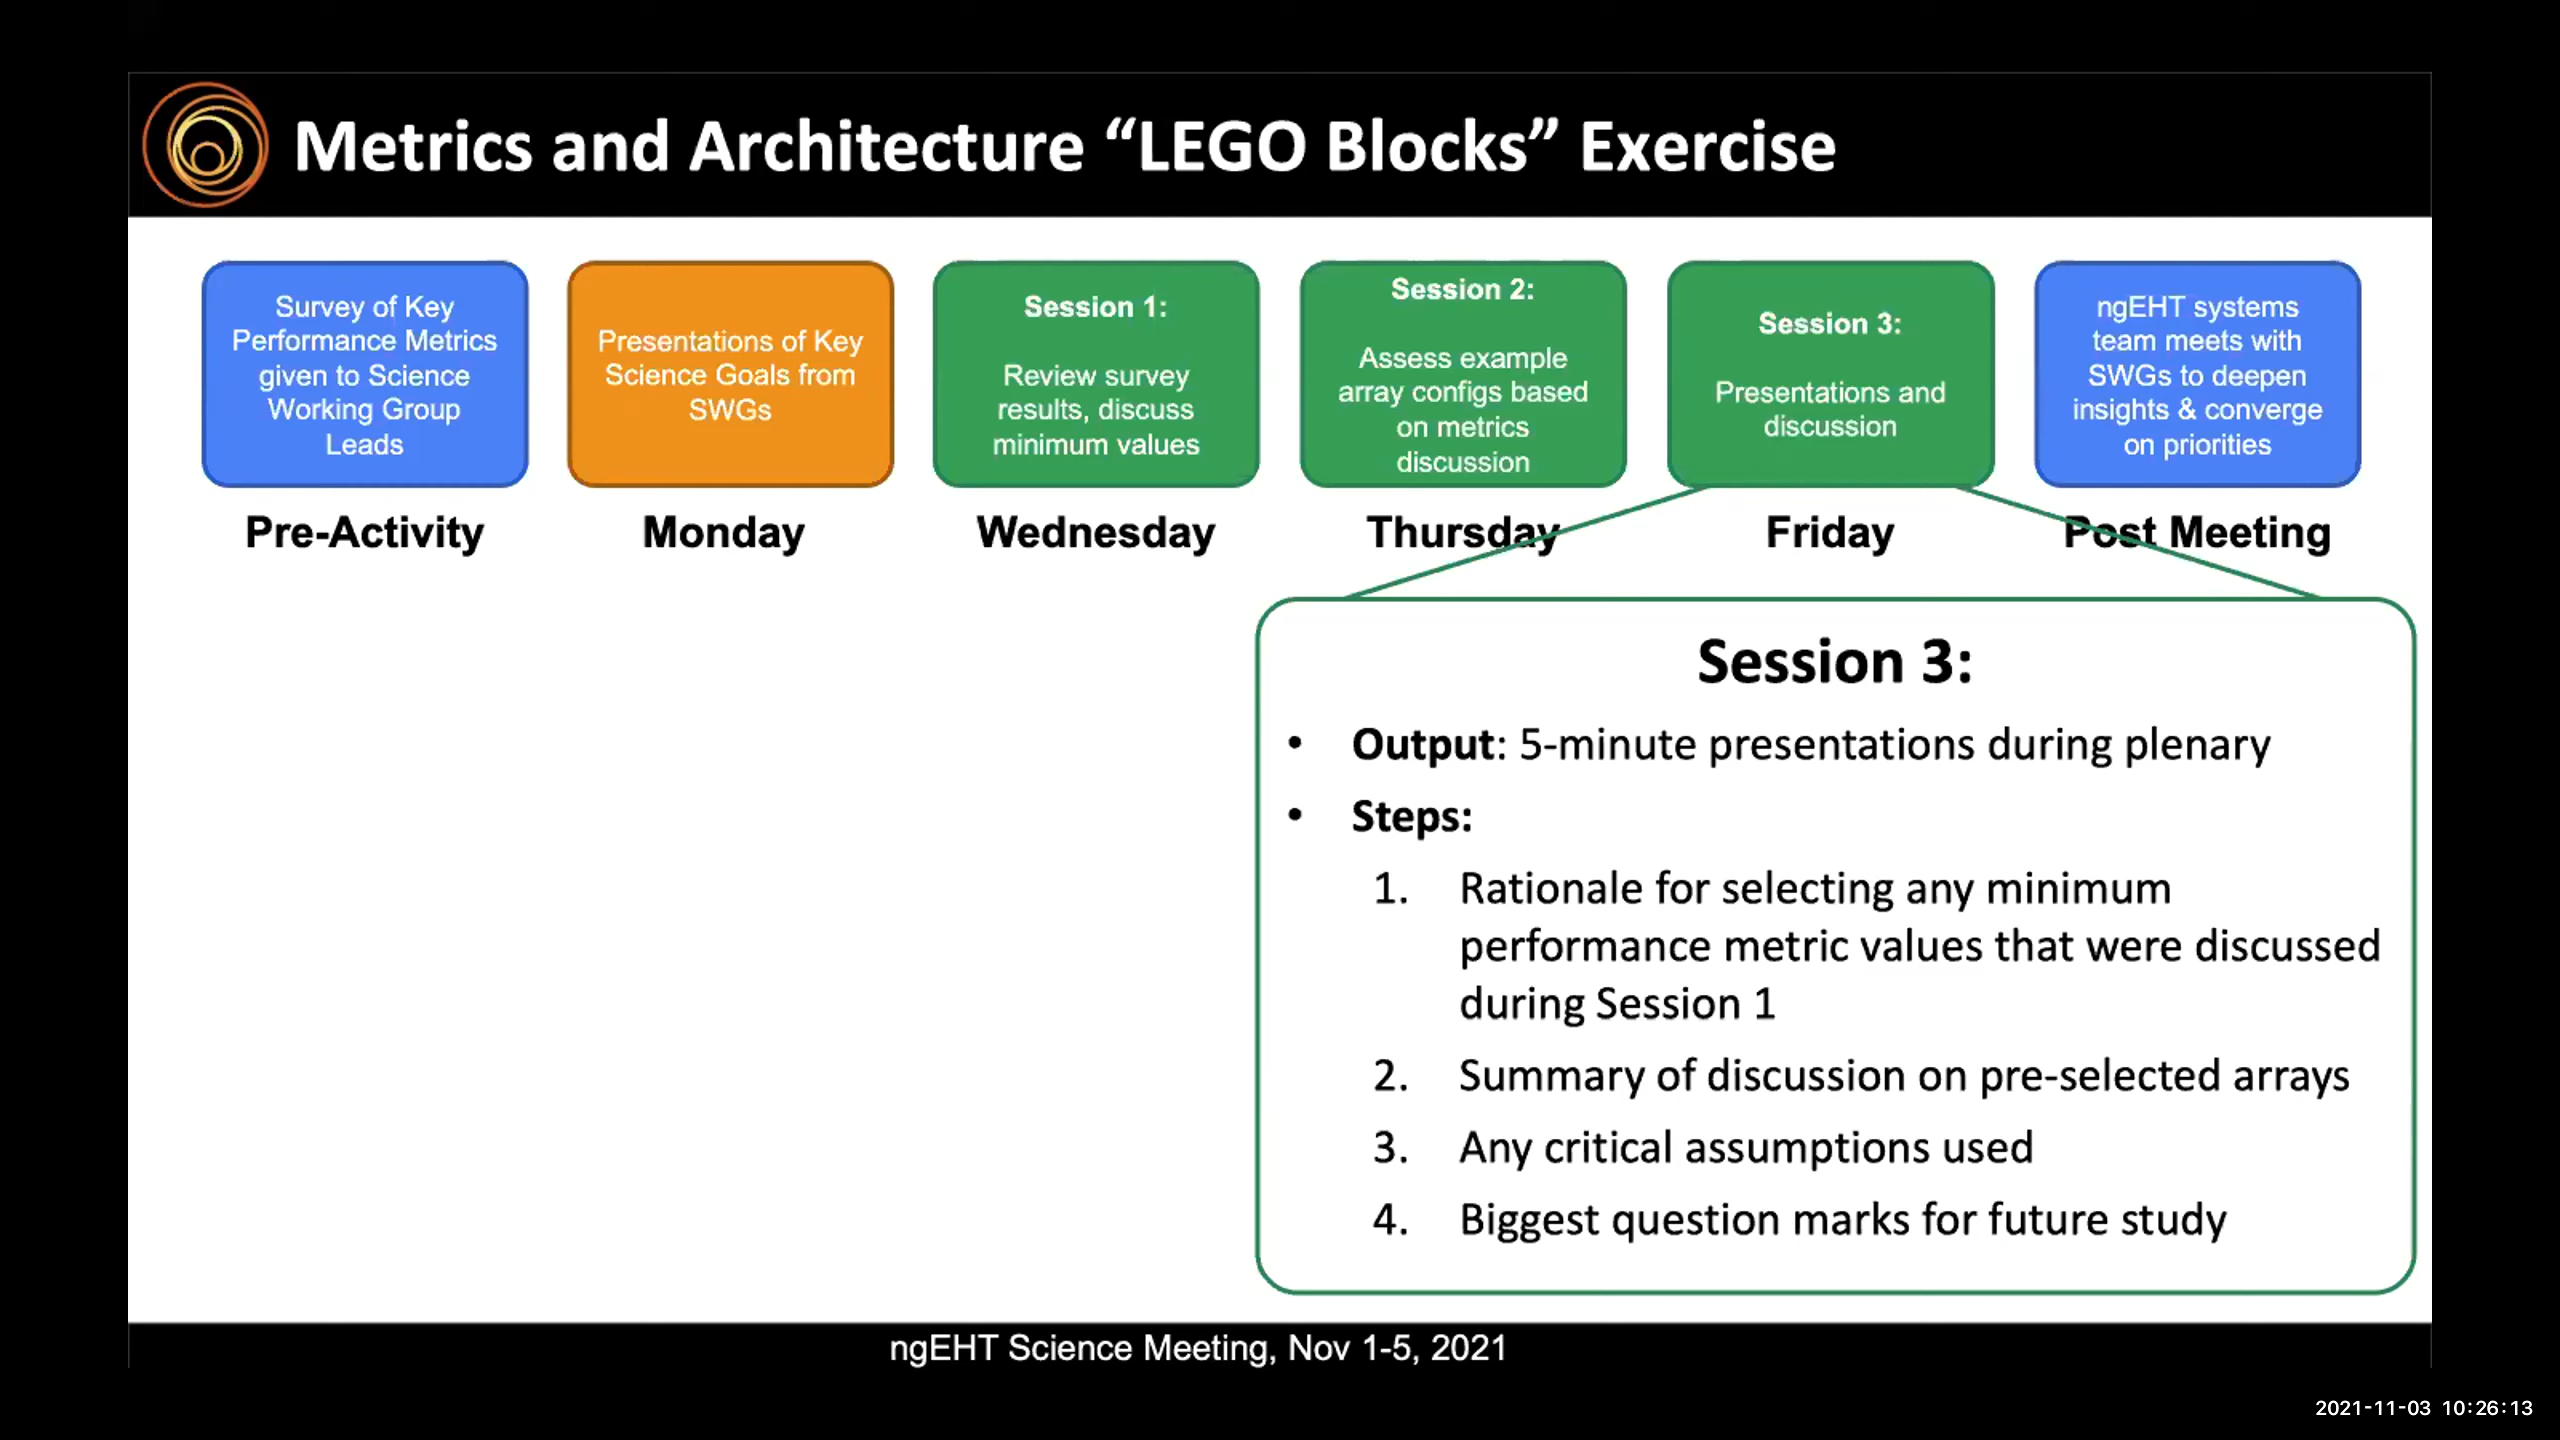 Metrics and Architecture “LEGO Blocks” Exercise
Survey of Key
Performance Metrics
given to Science
Working Group
Leads
Pre-Activity
Presentations of Key
Science Goals from
SWGs
Monday
Session 1:
Review survey
results, discuss
minimum values
Wednesday
Session 2:
Assess example
array configs based
on metrics
discussion
Thursday
Session 3:
Presentations and
discussion
Friday
ngEHT systems
team meets with
SWGs to deepen
insights & converge
on priorities
Post Meeting
Session 3:
• Output: 5-minute presentations during plenary
• Steps:
1. Rationale for selecting any minimum
performance metric values that were discussed
during Session 1
2. Summary of discussion on pre-selected arrays
3. Any critical assumptions used
4. Biggest question marks for future study
ngEHT Science Meeting, Nov 1-5, 2021
2021-11-03 10:26:13